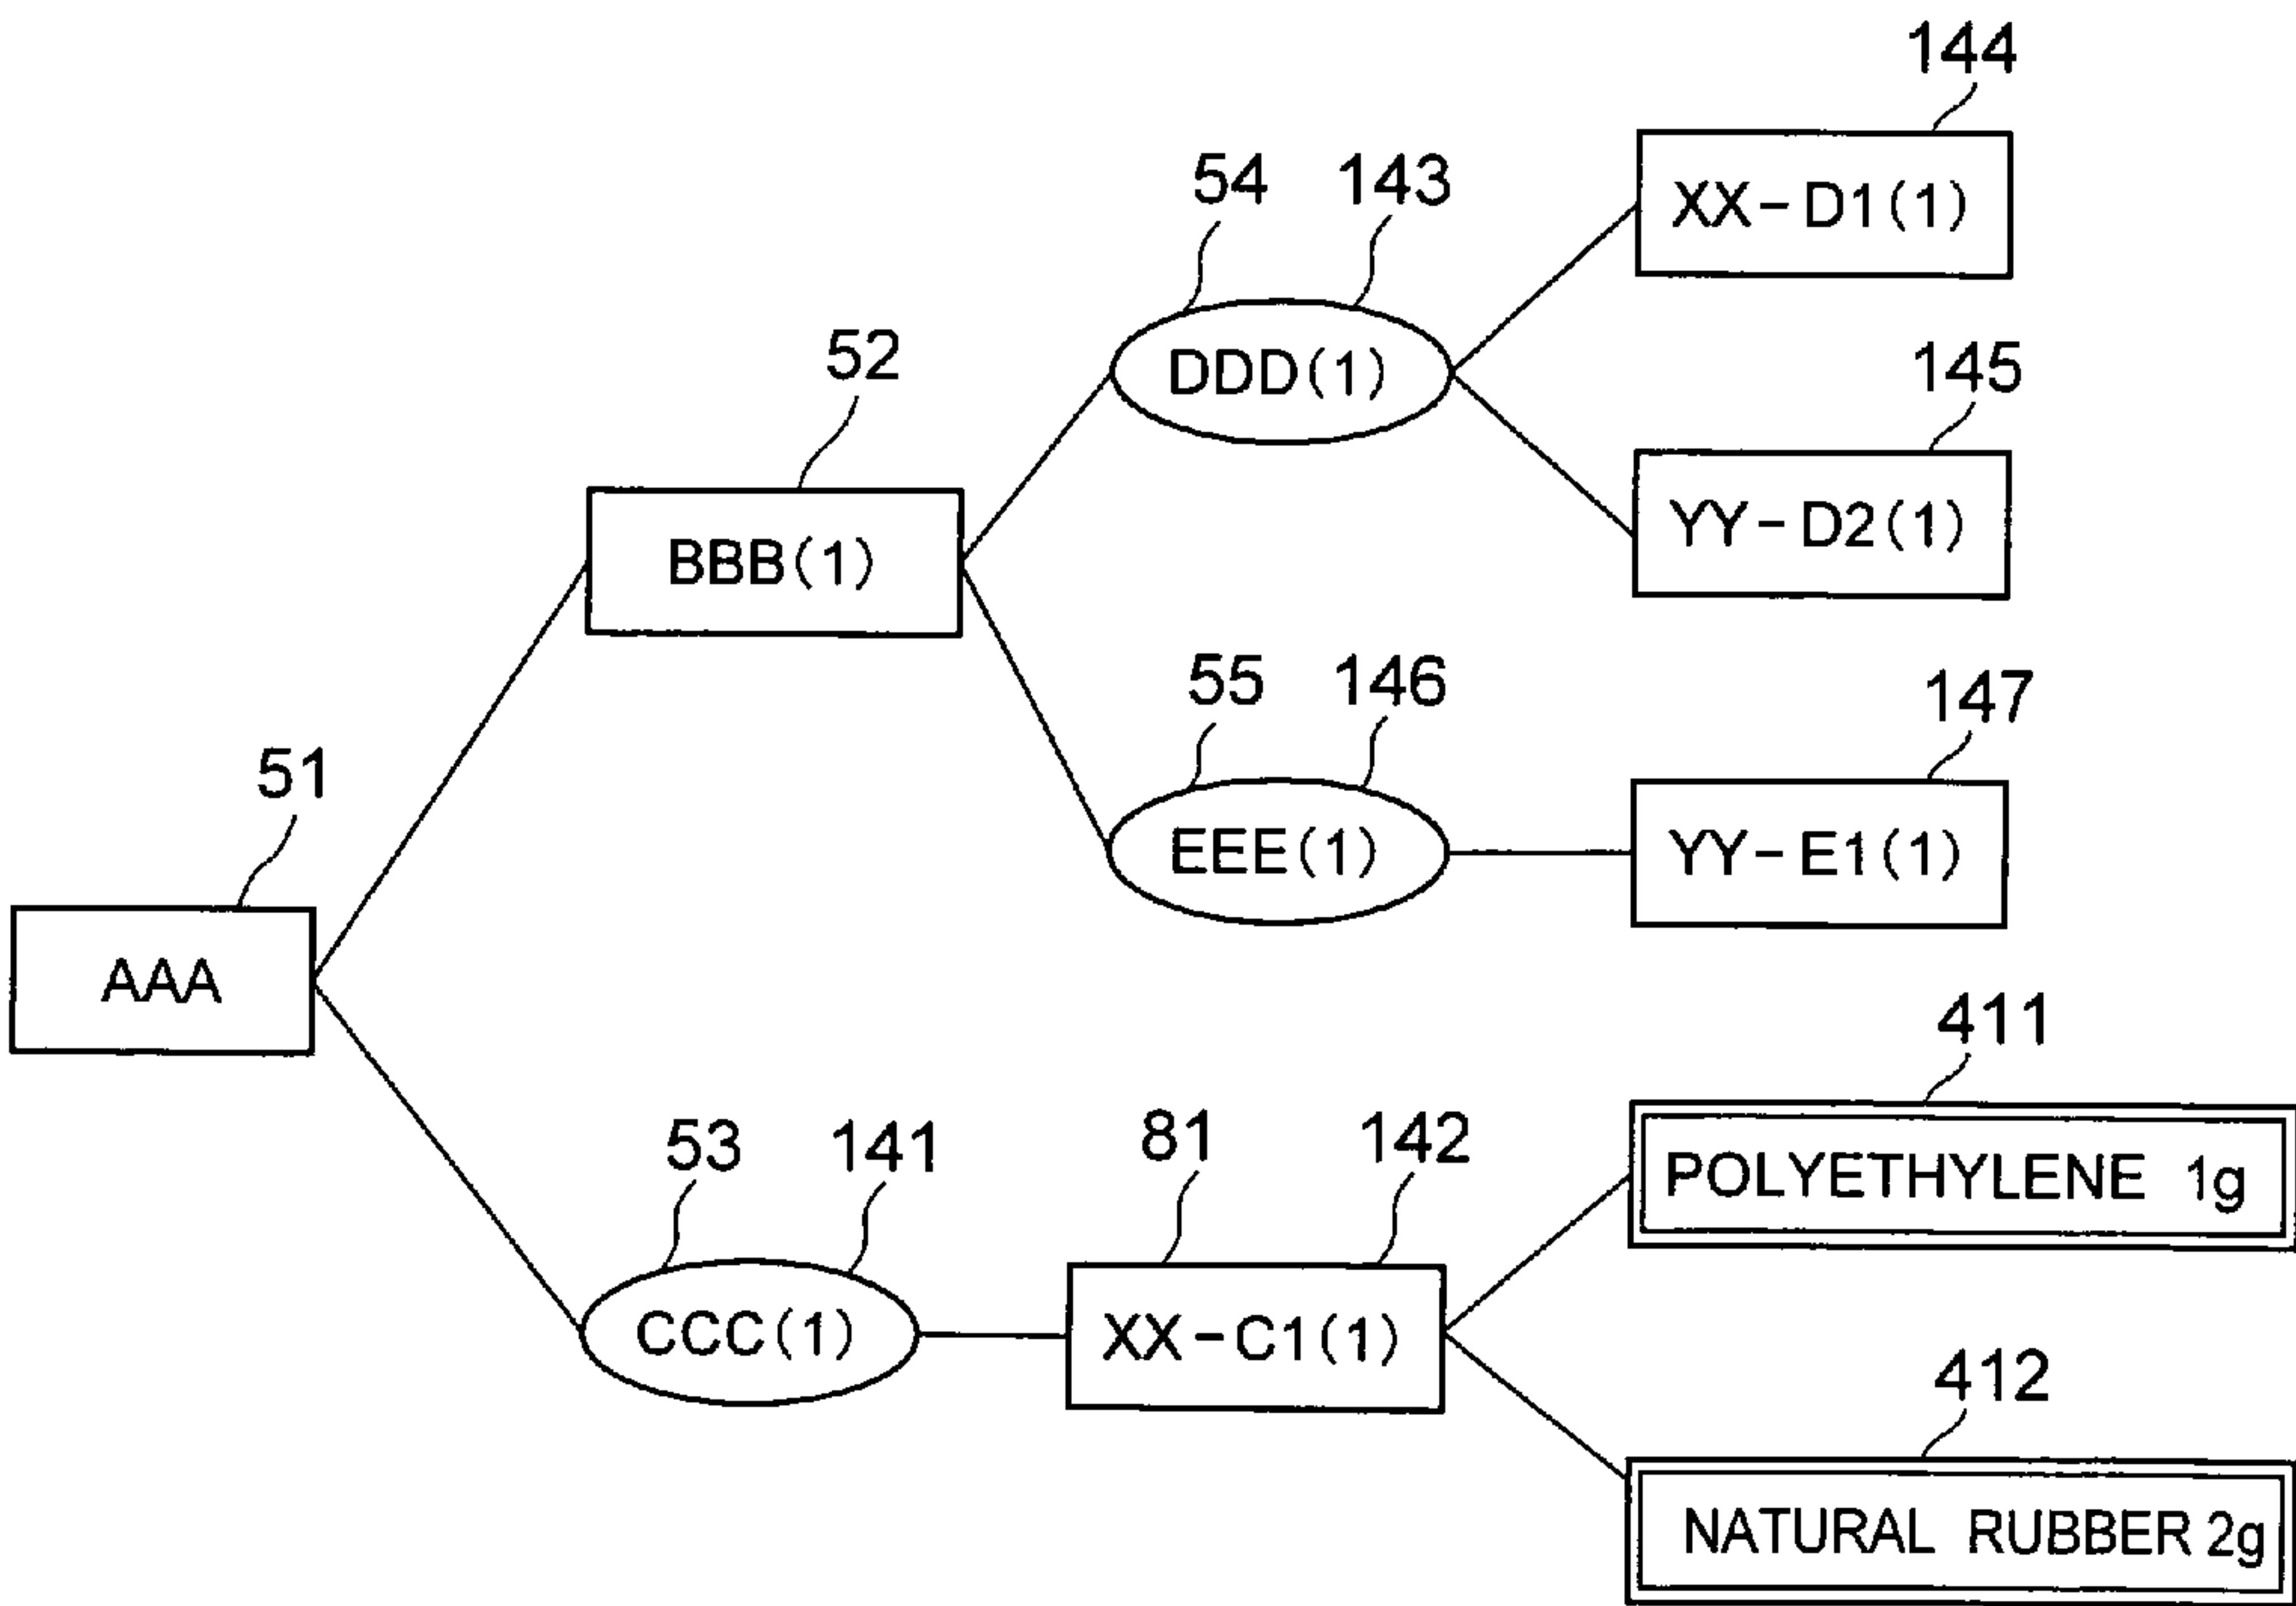 144
54 143
XX-D1(1)
52
DDD(1)
145
YY-D2(1)
BBB(1)
55 146
147
51
EEE(1)
YY-E1(1)
AAA
411
53 141
81 142
POLYETHYLENE 1g
CCC(1)
XX-C1(1)
412
NATURAL RUBBER 2g